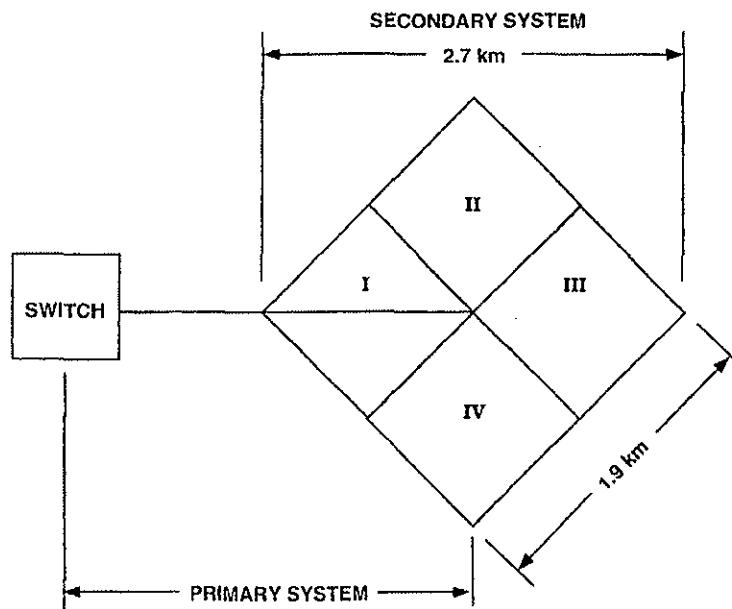 SECONDARY SYSTEM
2.7 km
II
I
III
SWITCH
IV
1.9 km
PRIMARY SYSTEM